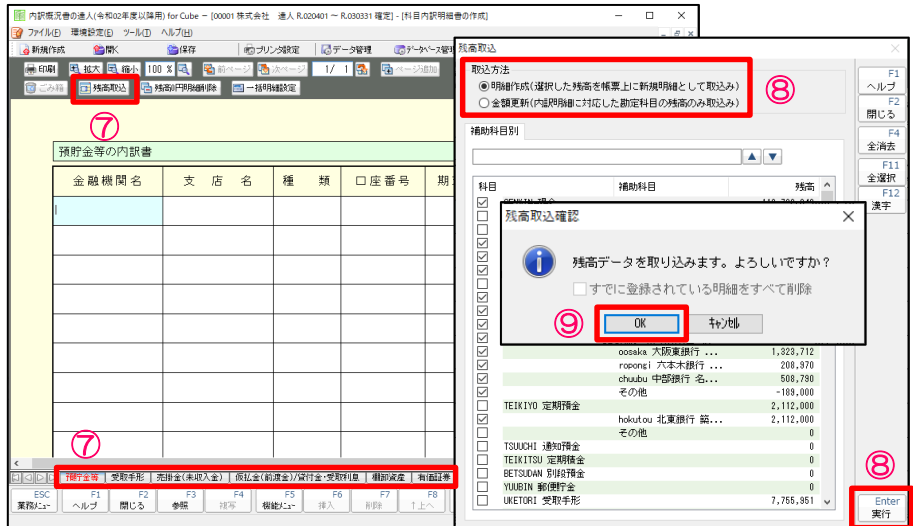 内訳概況書の達人(令和02年度以降用) for Cube - [00001 株式会社 達人 R.020401 ～ R.030331 確定] - [科目内訳明細書の作成]
ファイル(F) 環境設定(E) ツール(T) ヘルプ(H)
新規作成 開く 保存 プリンタ設定 データ管理 データベース管理
印刷 拡大 縮小 100 % 前ページ 次ページ 1/ 1 ページ追加
ごみ箱 残高取込 残高0円明細削除 一括明細設定
⑦
預貯金等の内訳書
金融機関名 支店名 種類 口座番号 期
⑦
預貯金等 受取手形 売掛金(未収入金) 仮払金(前渡金)/貸付金・受取利息 棚卸資産 有価証券
ESC 業務ﾒﾆｭｰ
F1 ヘルプ
F2 閉じる
F3 参照
F4 複写
F5 機能ﾒﾆｭｰ
F6 挿入
F7 削除
F8 ↑上へ
残高取込
取込方法
明細作成(選択した残高を帳票上に新規明細として取込み)
金額更新(内訳明細に対応した勘定科目の残高のみ取込み)
⑧
補助科目別
科目 補助科目 残高
残高取込確認
残高データを取り込みます。よろしいですか？
すでに登録されている明細をすべて削除
⑨
OK ｷｬﾝｾﾙ
oosaka 大阪東銀行 ... 1,323,712
ropongi 六本木銀行 ... 208,970
chuubu 中部銀行 名... 508,790
その他 -189,000
TEIKIYO 定期預金 2,112,000
hokutou 北東銀行 築... 2,112,000
その他 0
TSUUCHI 通知預金 0
TEIKITSU 定期積金 0
BETSUDAN 別段預金 0
YUUBIN 郵便貯金 0
UKETORI 受取手形 7,755,951
F1
ヘルプ
F2
閉じる
F4
全消去
F11
全選択
F12
漢字
⑧
Enter
実行